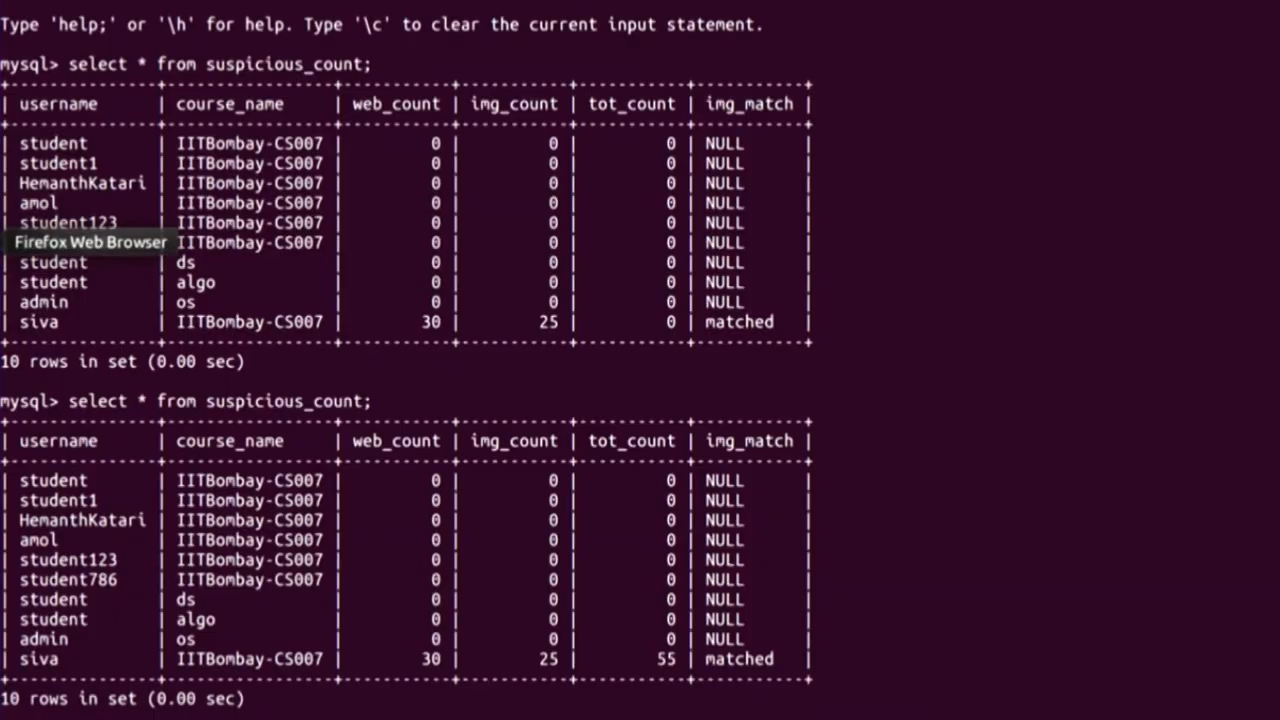 Type 'help;' or '\h' for help. Type '\c' to clear the current input statement.
mysql> select * from suspicious_count;
+---------------+----------------+-----------+-----------+-----------+-----------+
| username | course_name | web_count | img_count | tot_count | img_match |
+---------------+----------------+-----------+-----------+-----------+-----------+
| student | IITBombay-CS007 | 0 | 0 | 0 | NULL |
| student1 | IITBombay-CS007 | 0 | 0 | 0 | NULL |
| HemanthKatari | IITBombay-CS007 | 0 | 0 | 0 | NULL |
| amol | IITBombay-CS007 | 0 | 0 | 0 | NULL |
| student123 | IITBombay-CS007 | 0 | 0 | 0 | NULL |
Firefox Web Browser IITBombay-CS007 | 0 | 0 | 0 | NULL |
| student | ds | 0 | 0 | 0 | NULL |
| student | algo | 0 | 0 | 0 | NULL |
| admin | os | 0 | 0 | 0 | NULL |
| siva | IITBombay-CS007 | 30 | 25 | 0 | matched |
+---------------+----------------+-----------+-----------+-----------+-----------+
10 rows in set (0.00 sec)
mysql> select * from suspicious_count;
+---------------+----------------+-----------+-----------+-----------+-----------+
| username | course_name | web_count | img_count | tot_count | img_match |
+---------------+----------------+-----------+-----------+-----------+-----------+
| student | IITBombay-CS007 | 0 | 0 | 0 | NULL |
| student1 | IITBombay-CS007 | 0 | 0 | 0 | NULL |
| HemanthKatari | IITBombay-CS007 | 0 | 0 | 0 | NULL |
| amol | IITBombay-CS007 | 0 | 0 | 0 | NULL |
| student123 | IITBombay-CS007 | 0 | 0 | 0 | NULL |
| student786 | IITBombay-CS007 | 0 | 0 | 0 | NULL |
| student | ds | 0 | 0 | 0 | NULL |
| student | algo | 0 | 0 | 0 | NULL |
| admin | os | 0 | 0 | 0 | NULL |
| siva | IITBombay-CS007 | 30 | 25 | 55 | matched |
+---------------+----------------+-----------+-----------+-----------+-----------+
10 rows in set (0.00 sec)